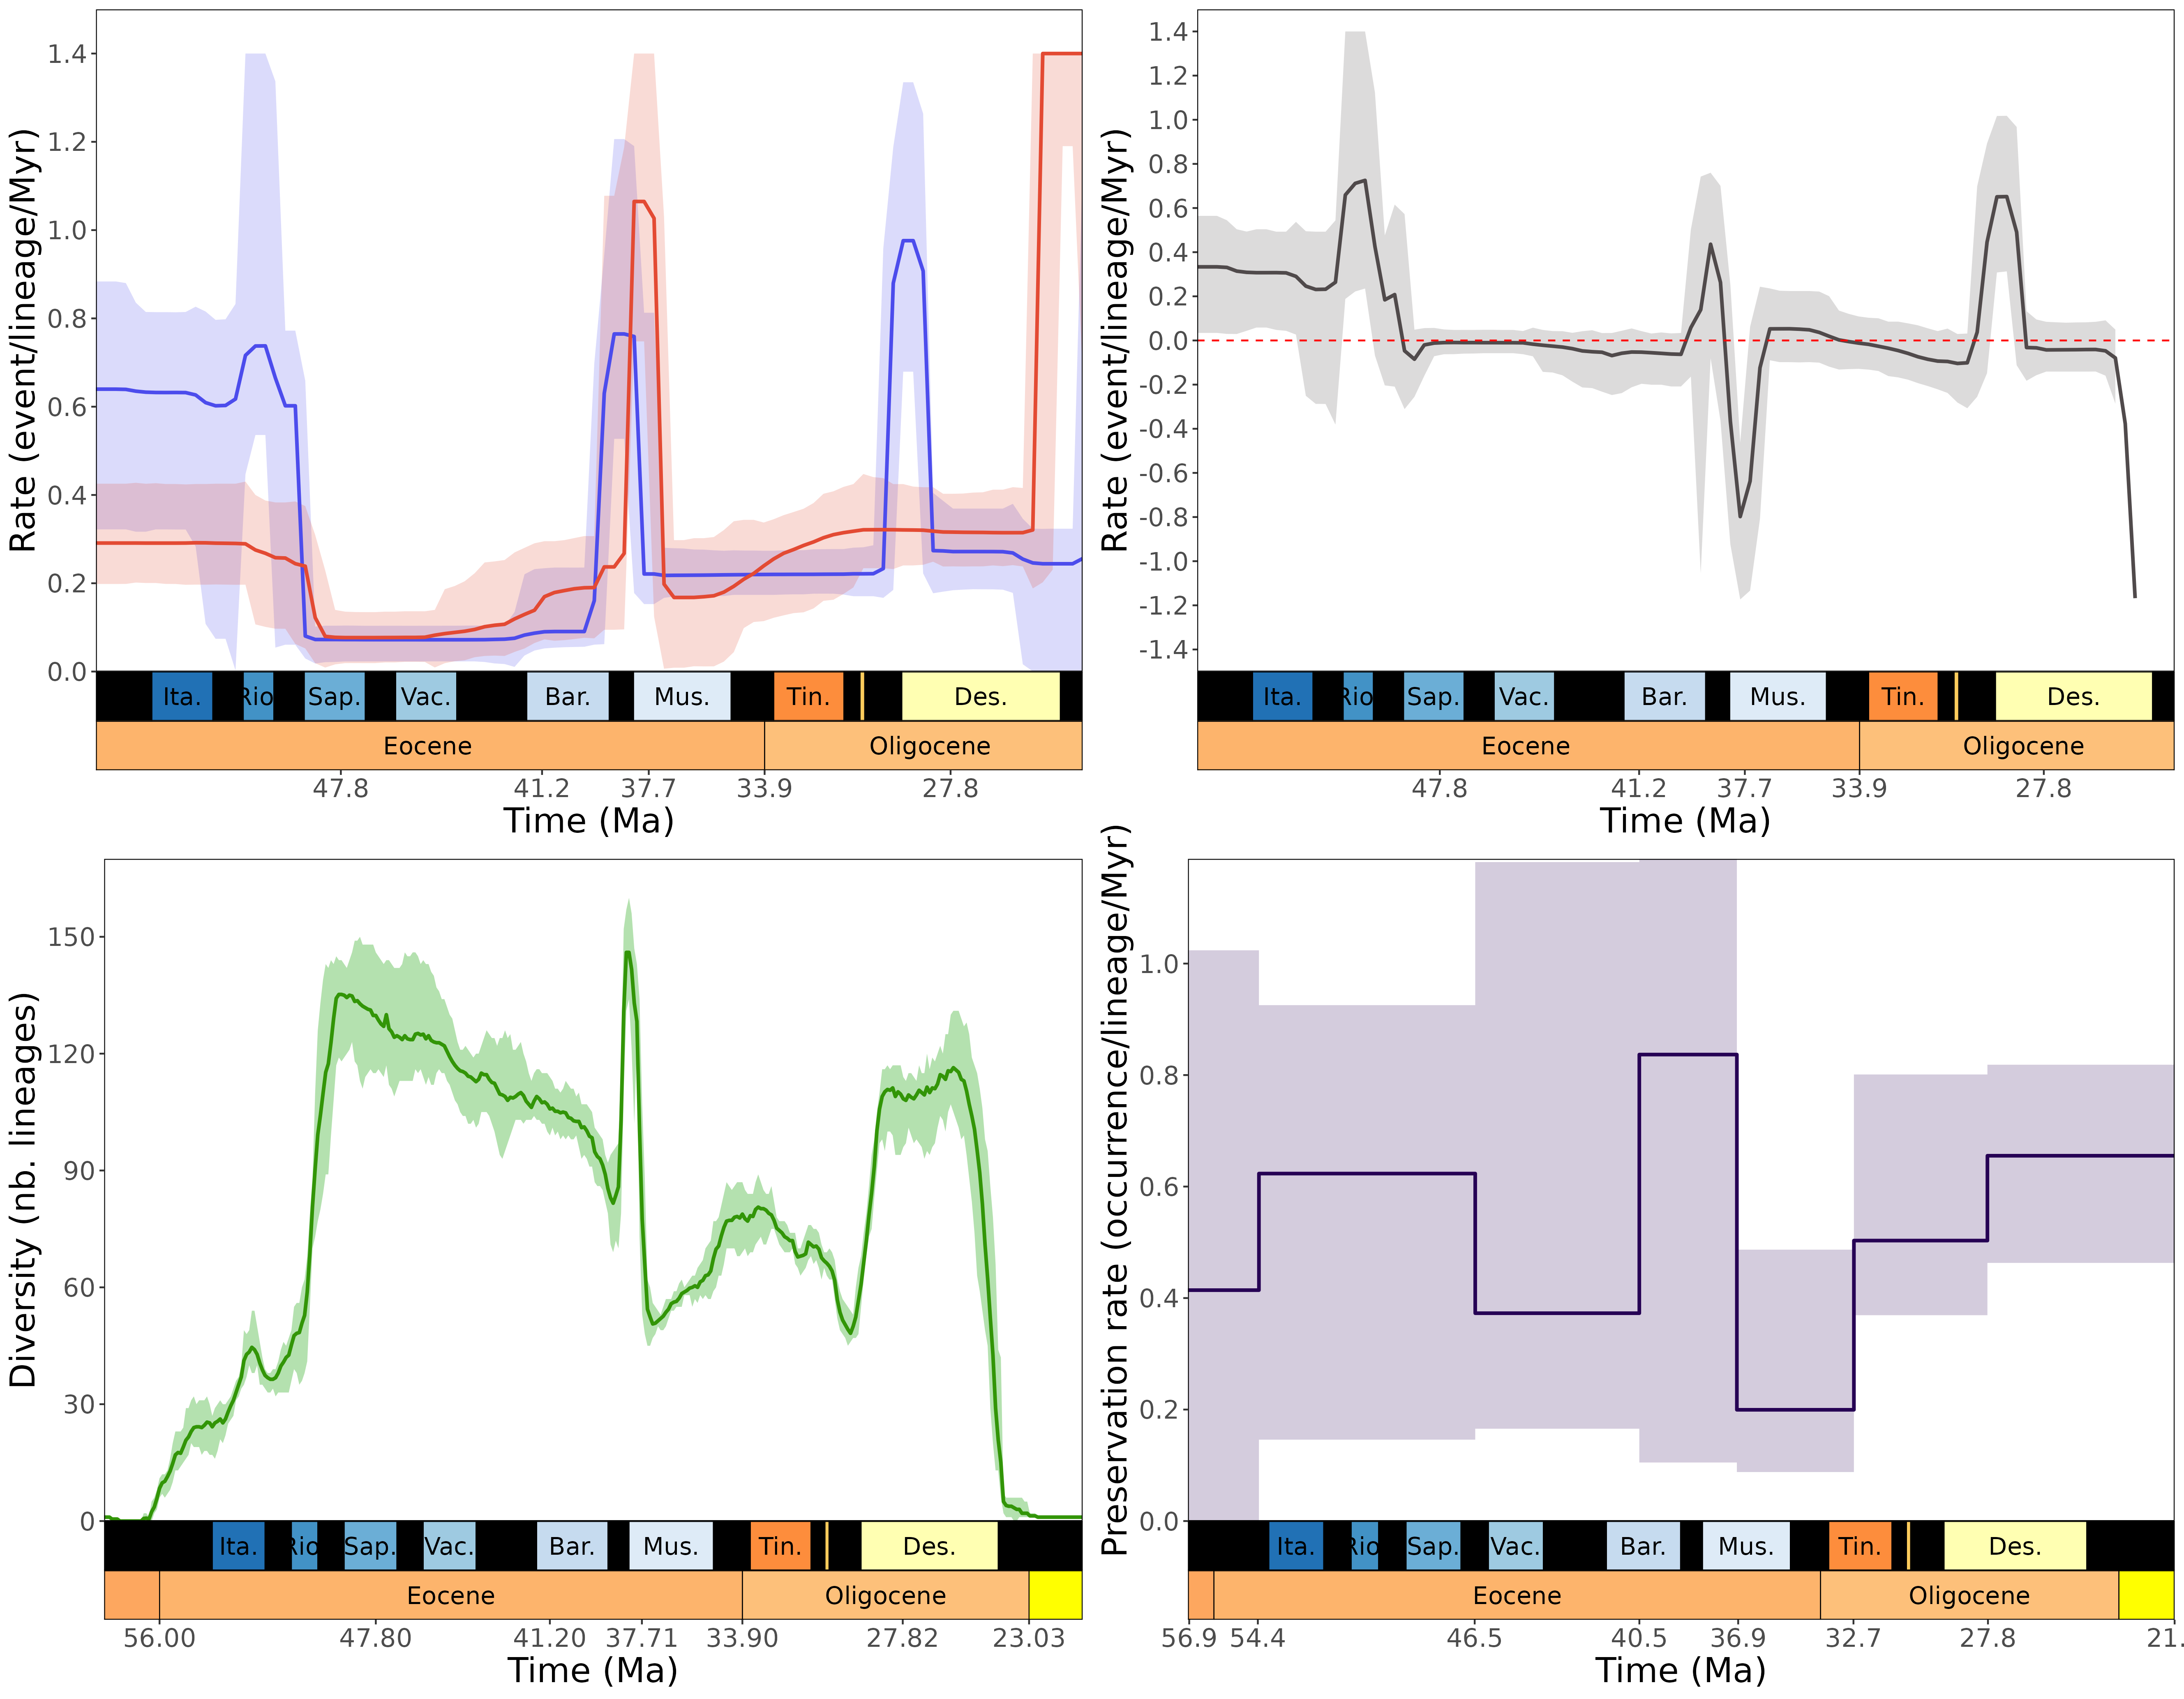 Rate (event/lineage/Myr)
1.4
1.2
1.0
0.8
0.6
0.4
0.2
0.0
Ita. Rio Sap. Vac. Bar. Mus. Tin. Des.
Eocene Oligocene
47.8 41.2 37.7 33.9 27.8
Time (Ma)
Rate (event/lineage/Myr)
1.4
1.2
1.0
0.8
0.6
0.4
0.2
0.0
-0.2
-0.4
-0.6
-0.8
-1.0
-1.2
-1.4
Ita. Rio Sap. Vac. Bar. Mus. Tin. Des.
Eocene Oligocene
47.8 41.2 37.7 33.9 27.8
Time (Ma)
Diversity (nb. lineages)
150
120
90
60
30
0
Ita. Rio Sap. Vac. Bar. Mus. Tin. Des.
Eocene Oligocene
56.00 47.80 41.20 37.71 33.90 27.82 23.03
Time (Ma)
Preservation rate (occurrence/lineage/Myr)
1.0
0.8
0.6
0.4
0.2
0.0
Ita. Rio Sap. Vac. Bar. Mus. Tin. Des.
Eocene Oligocene
56.9 54.4 46.5 40.5 36.9 32.7 27.8 21.
Time (Ma)